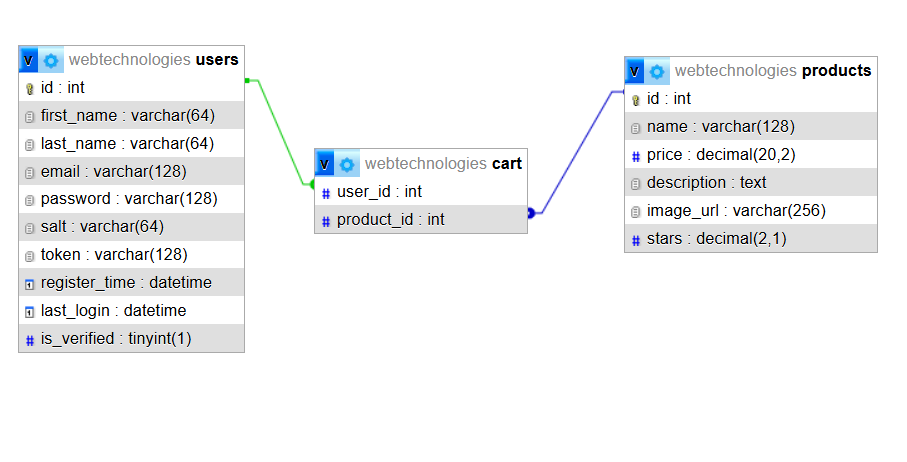 v webtechnologies users
id : int
first_name : varchar(64)
last_name : varchar(64)
email : varchar(128)
password : varchar(128)
salt : varchar(64)
token : varchar(128)
register_time : datetime
last_login : datetime
is_verified : tinyint(1)
v webtechnologies cart
# user_id : int
# product_id : int
v webtechnologies products
id : int
name : varchar(128)
# price : decimal(20,2)
description : text
image_url : varchar(256)
# stars : decimal(2,1)